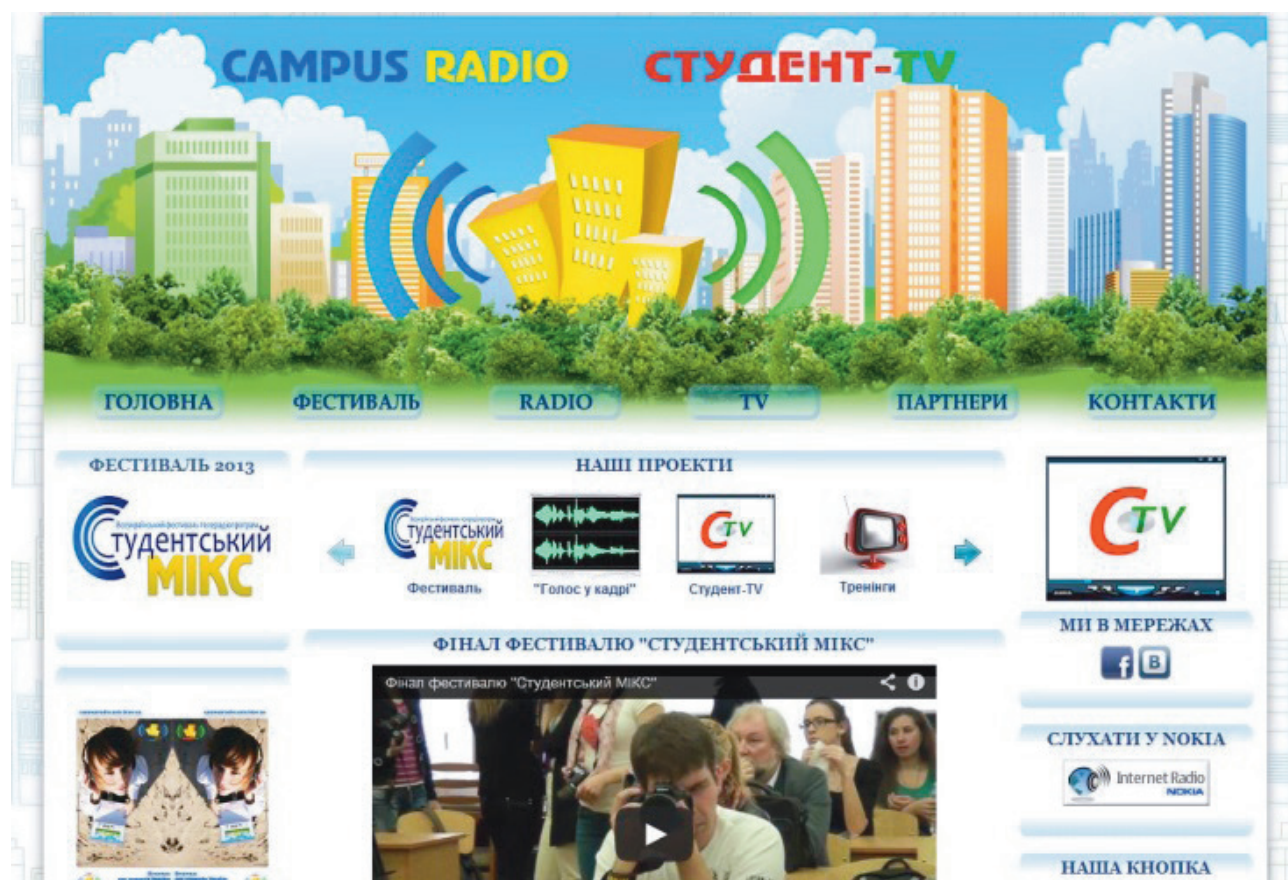 CAMPUS RADIO
СТУДЕНТ-TV
ГОЛОВНА
ФЕСТИВАЛЬ
RADIO
TV
ПАРТНЕРИ
КОНТАКТИ
ФЕСТИВАЛЬ 2013
Студентський
МІКС
НАШІ ПРОЕКТИ
Студентський
МІКС
Фестиваль
"Голос у кадрі"
СTV
Студент-TV
Тренінги
СTV
ФІНАЛ ФЕСТИВАЛЮ "СТУДЕНТСЬКИЙ МІКС"
Фінал фестивалю "Студентський МІКС"
МИ В МЕРЕЖАХ
f
В
СЛУХАТИ У NOKIA
Internet Radio
NOKIA
НАША КНОПКА